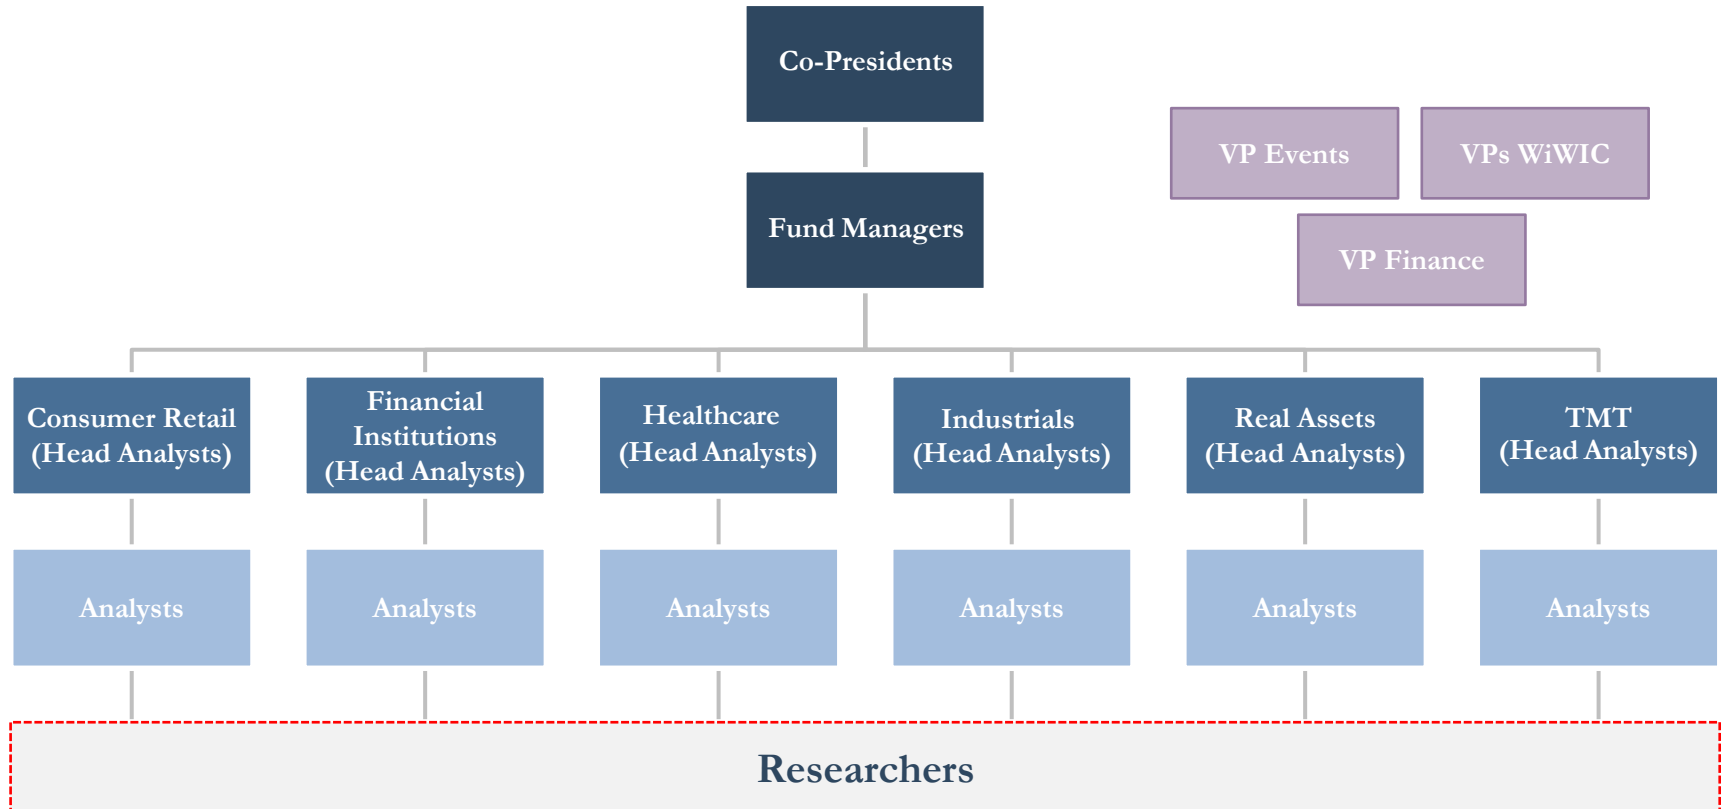 Co-Presidents
VP Events
VPs WiWIC
Fund Managers
VP Finance
Consumer Retail
(Head Analysts)
Financial
Institutions
(Head Analysts)
Healthcare
(Head Analysts)
Industrials
(Head Analysts)
Real Assets
(Head Analysts)
TMT
(Head Analysts)
Analysts
Analysts
Analysts
Analysts
Analysts
Analysts
Researchers